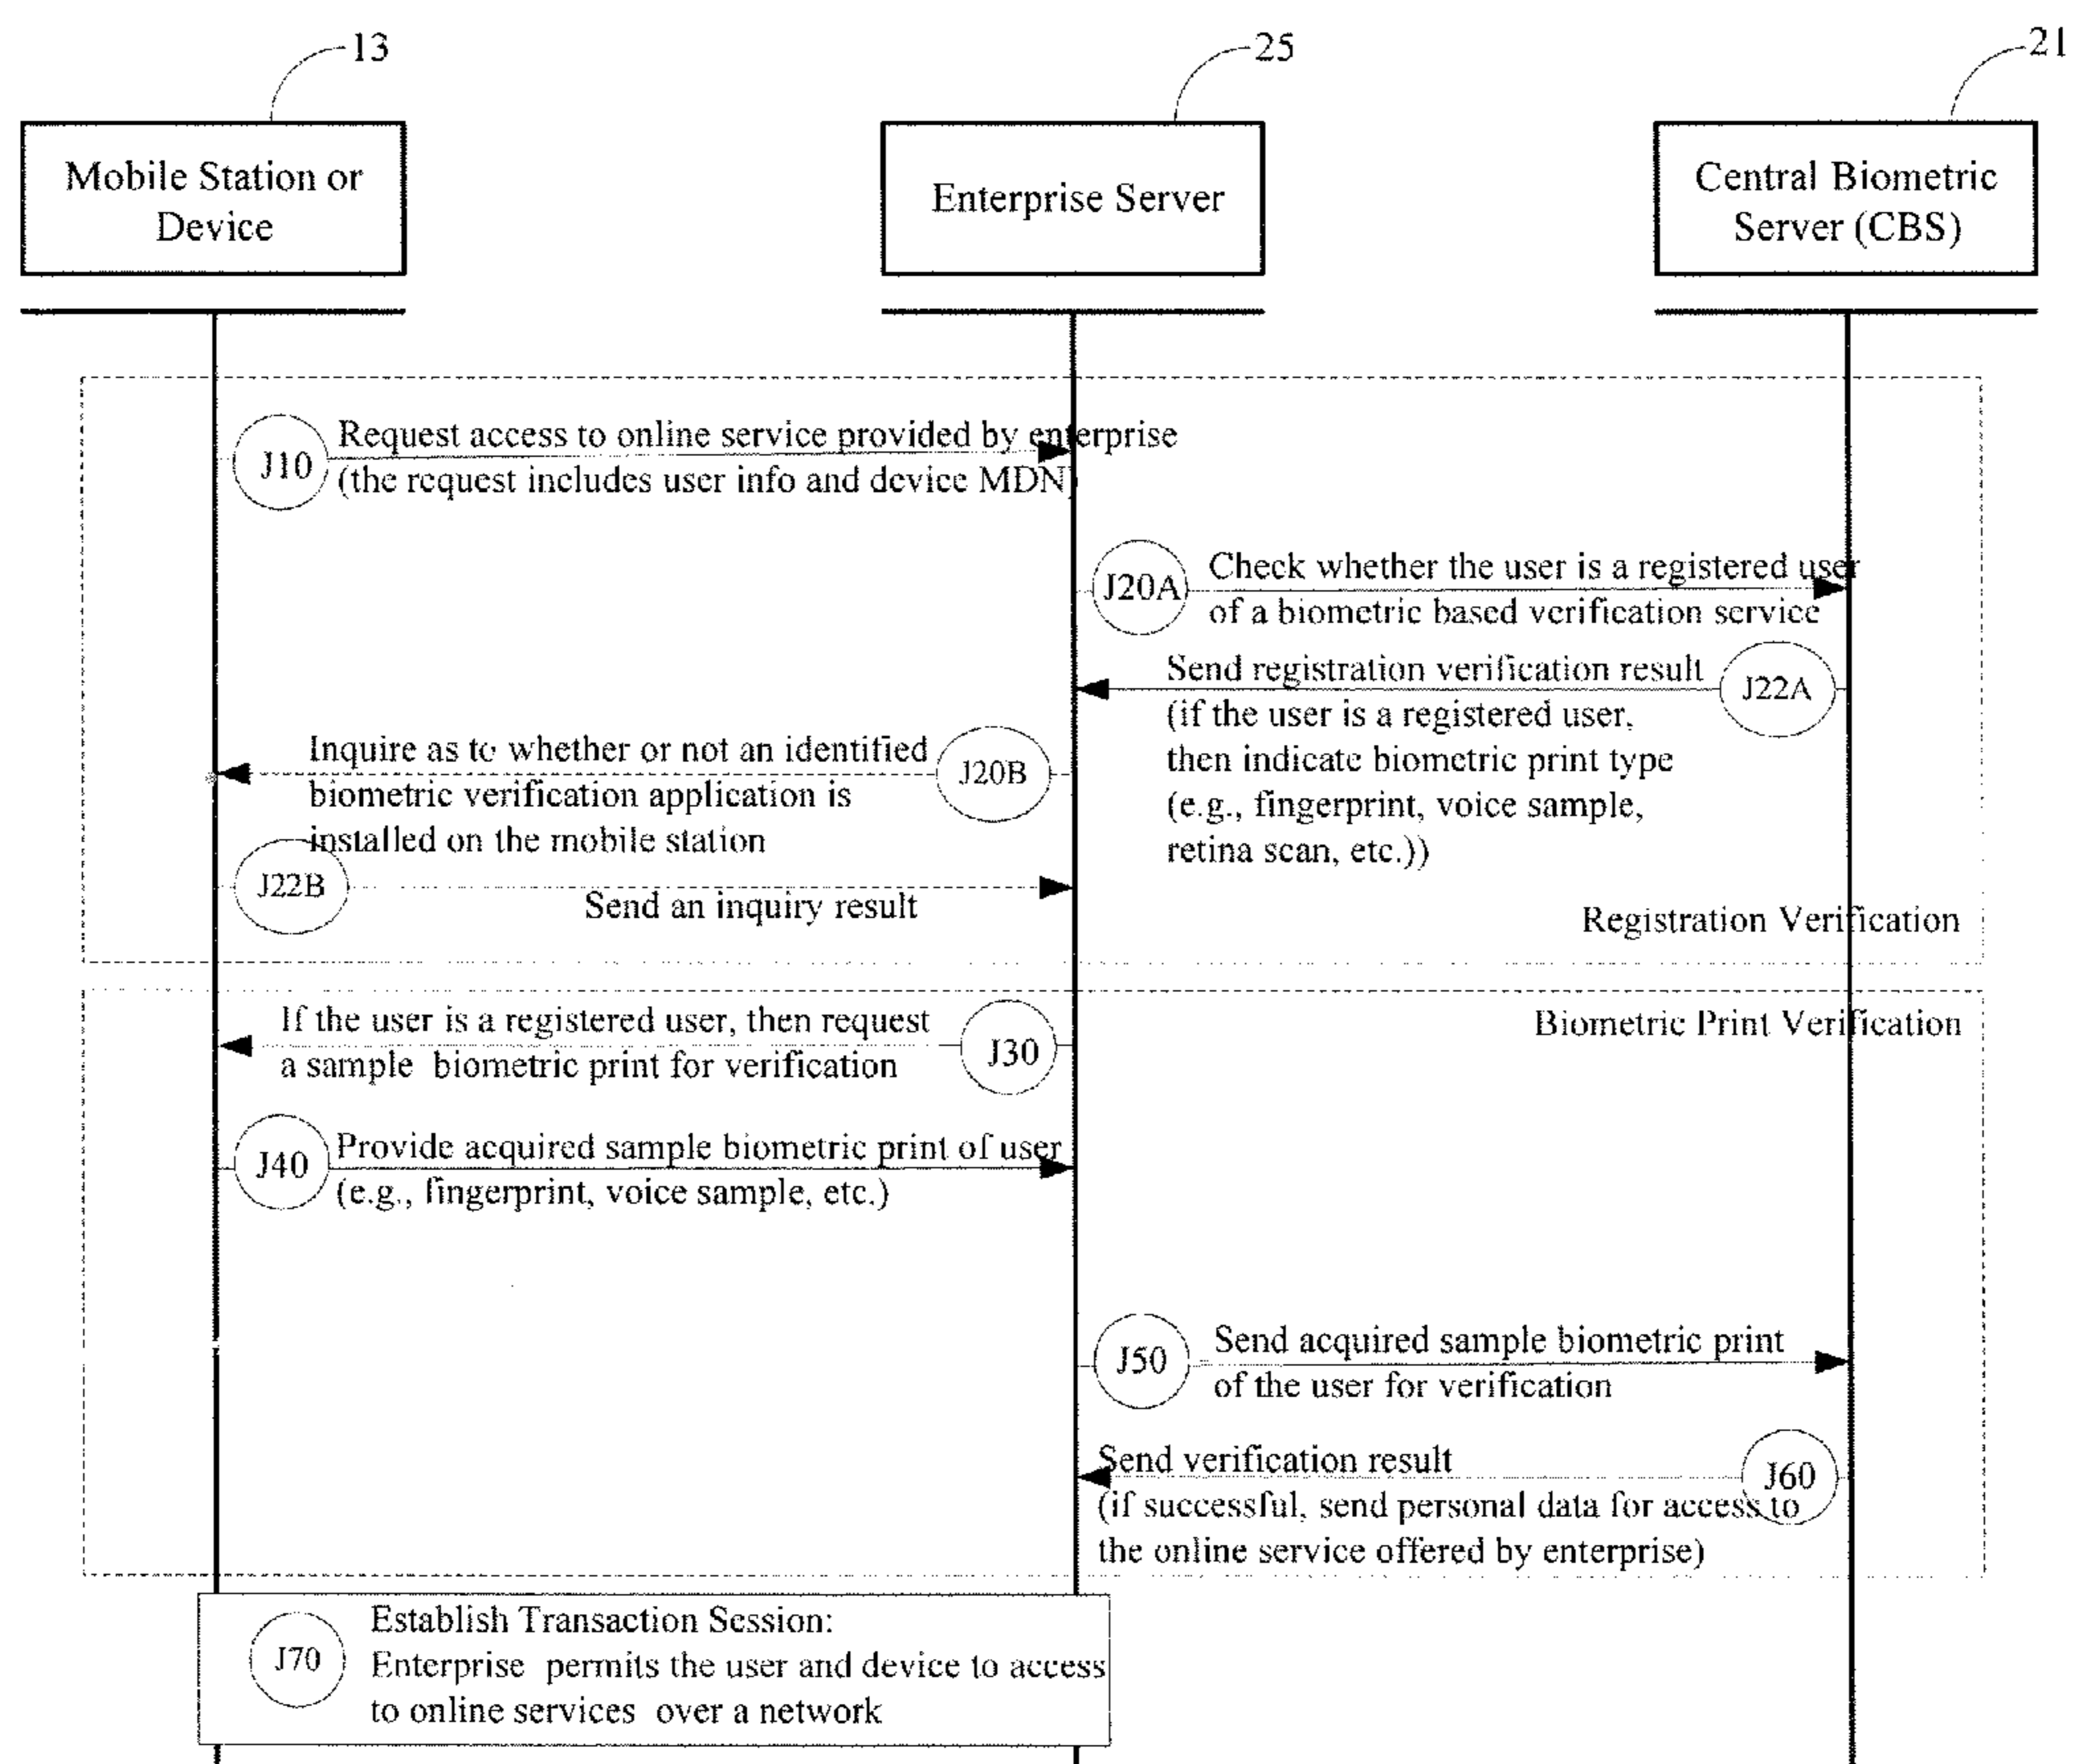 13
25
21
Mobile Station or
Device
Enterprise Server
Central Biometric
Server (CBS)
J10
Request access to online service provided by enterprise
(the request includes user info and device MDN)
J20A
Check whether the user is a registered user
of a biometric based verification service
J22A
Send registration verification result
(if the user is a registered user,
then indicate biometric print type
(e.g., fingerprint, voice sample,
retina scan, etc.))
J20B
Inquire as to whether or not an identified
biometric verification application is
installed on the mobile station
J22B
Send an inquiry result
Registration Verification
Biometric Print Verification
J30
If the user is a registered user, then request
a sample biometric print for verification
J40
Provide acquired sample biometric print of user
(e.g., fingerprint, voice sample, etc.)
J50
Send acquired sample biometric print
of the user for verification
J60
Send verification result
(if successful, send personal data for access to
the online service offered by enterprise)
J70
Establish Transaction Session:
Enterprise permits the user and device to access
to online services over a network